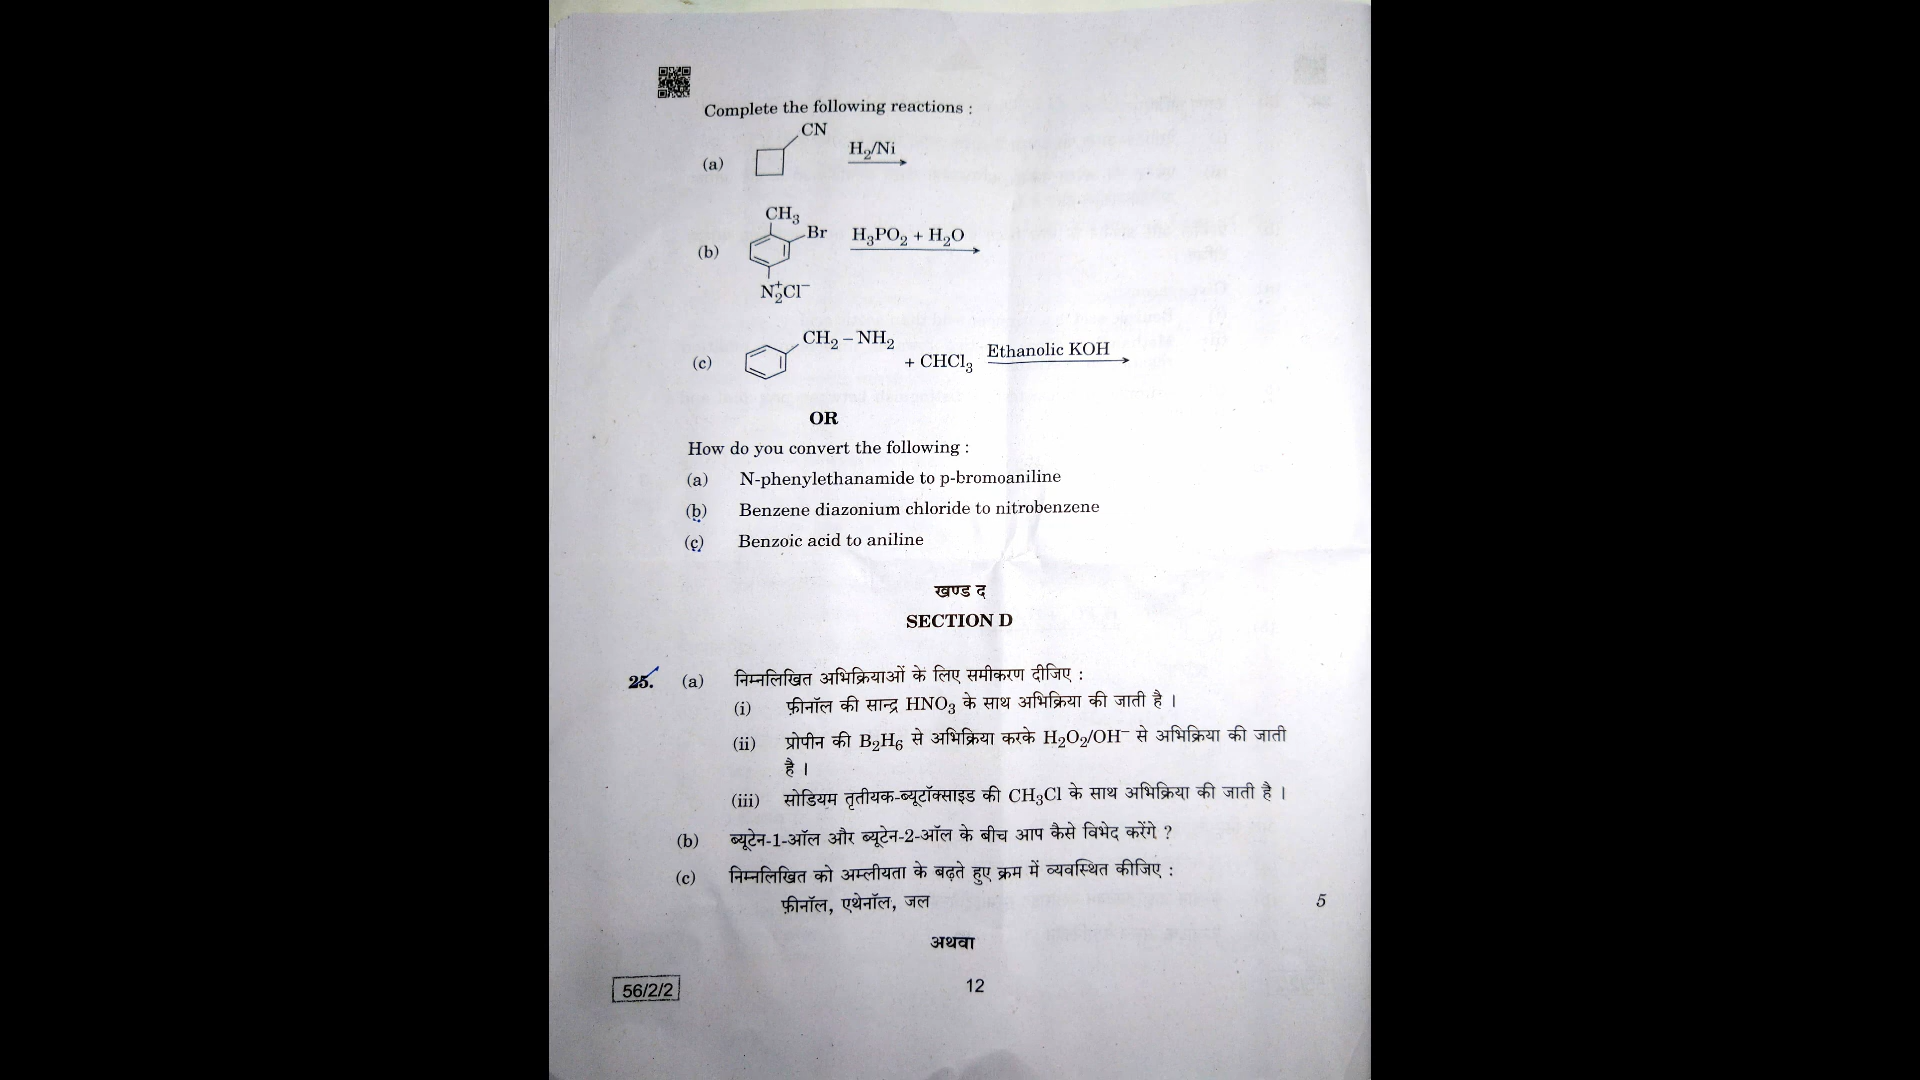 Complete the following reactions :
CN
(a) H₂/Ni
CH₃
Br
(b) H₃PO₂ + H₂O
N₂⁺Cl⁻
CH₂ – NH₂
(c) + CHCl₃ Ethanolic KOH
OR
How do you convert the following :
(a) N-phenylethanamide to p-bromoaniline
(b) Benzene diazonium chloride to nitrobenzene
(c) Benzoic acid to aniline
खण्ड द
SECTION D
25. (a) निम्नलिखित अभिक्रियाओं के लिए समीकरण दीजिए :
(i) फ़ीनॉल की सान्द्र HNO₃ के साथ अभिक्रिया की जाती है ।
(ii) प्रोपीन की B₂H₆ से अभिक्रिया करके H₂O₂/OH⁻ से अभिक्रिया की जाती
है ।
(iii) सोडियम तृतीयक-ब्यूटॉक्साइड की CH₃Cl के साथ अभिक्रिया की जाती है ।
(b) ब्यूटेन-1-ऑल और ब्यूटेन-2-ऑल के बीच आप कैसे विभेद करेंगे ?
(c) निम्नलिखित को अम्लीयता के बढ़ते हुए क्रम में व्यवस्थित कीजिए :
फ़ीनॉल, एथेनॉल, जल 5
अथवा
56/2/2 12